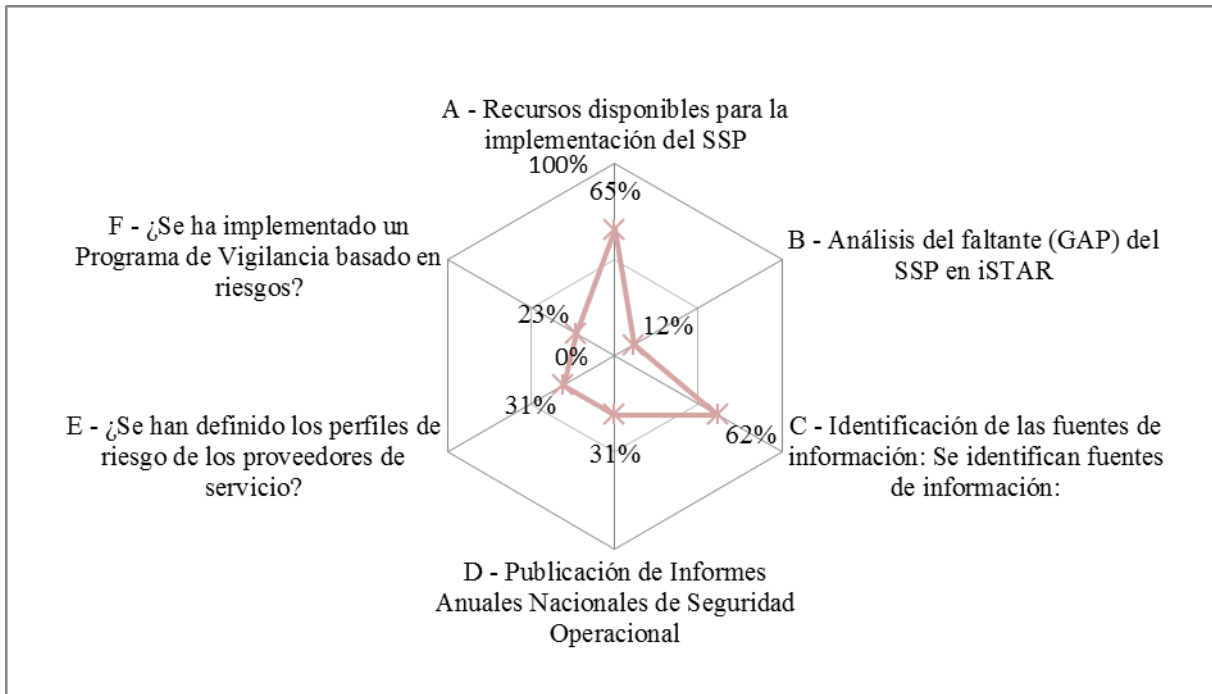 A - Recursos disponibles para la
implementación del SSP
100%
65%
F - ¿Se ha implementado un
Programa de Vigilancia basado en
riesgos?
B - Análisis del faltante (GAP) del
SSP en iSTAR
23%
12%
0%
E - ¿Se han definido los perfiles de
riesgo de los proveedores de
servicio?
31%
62%
C - Identificación de las fuentes de
información: Se identifican fuentes
de información:
31%
D - Publicación de Informes
Anuales Nacionales de Seguridad
Operacional